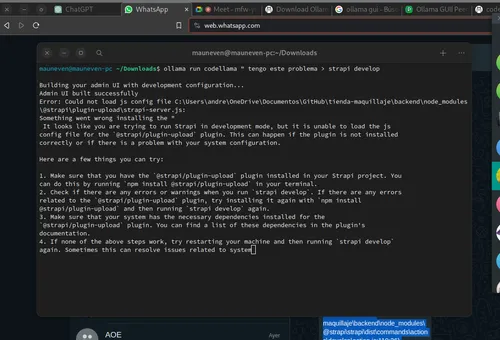 ChatGPT
WhatsApp
Meet - mfw
Download Ollam
ollama gui - Bus
Ollama GUI Per
code
web.whatsapp.com
mauneven@mauneven-pc:~/Downloads
mauneven@mauneven-pc ~/Downloads$ ollama run codellama " tengo este problema > strapi develop
Building your admin UI with development configuration...
Admin UI built successfully
Error: Could not load js config file C:\Users\andre\OneDrive\Documentos\GitHub\tienda-maquillaje\backend\node_modules
\@strapi\plugin-upload\strapi-server.js:
Something went wrong installing the "
It looks like you are trying to run Strapi in development mode, but it is unable to load the js
config file for the `@strapi/plugin-upload` plugin. This can happen if the plugin is not installed
correctly or if there is a problem with your system configuration.
Here are a few things you can try:
1. Make sure that you have the `@strapi/plugin-upload` plugin installed in your Strapi project. You
can do this by running `npm install @strapi/plugin-upload` in your terminal.
2. Check if there are any errors or warnings when you run `strapi develop`. If there are any errors
related to the `@strapi/plugin-upload` plugin, try installing it again with `npm install
@strapi/plugin-upload` and then running `strapi develop` again.
3. Make sure that your system has the necessary dependencies installed for the
`@strapi/plugin-upload` plugin. You can find a list of these dependencies in the plugin's
documentation.
4. If none of the above steps work, try restarting your machine and then running `strapi develop`
again. Sometimes this can resolve issues related to system
maquillaje\backend\node_modules\
@strapi\strapi\dist\commands\action
AOE
Ayer